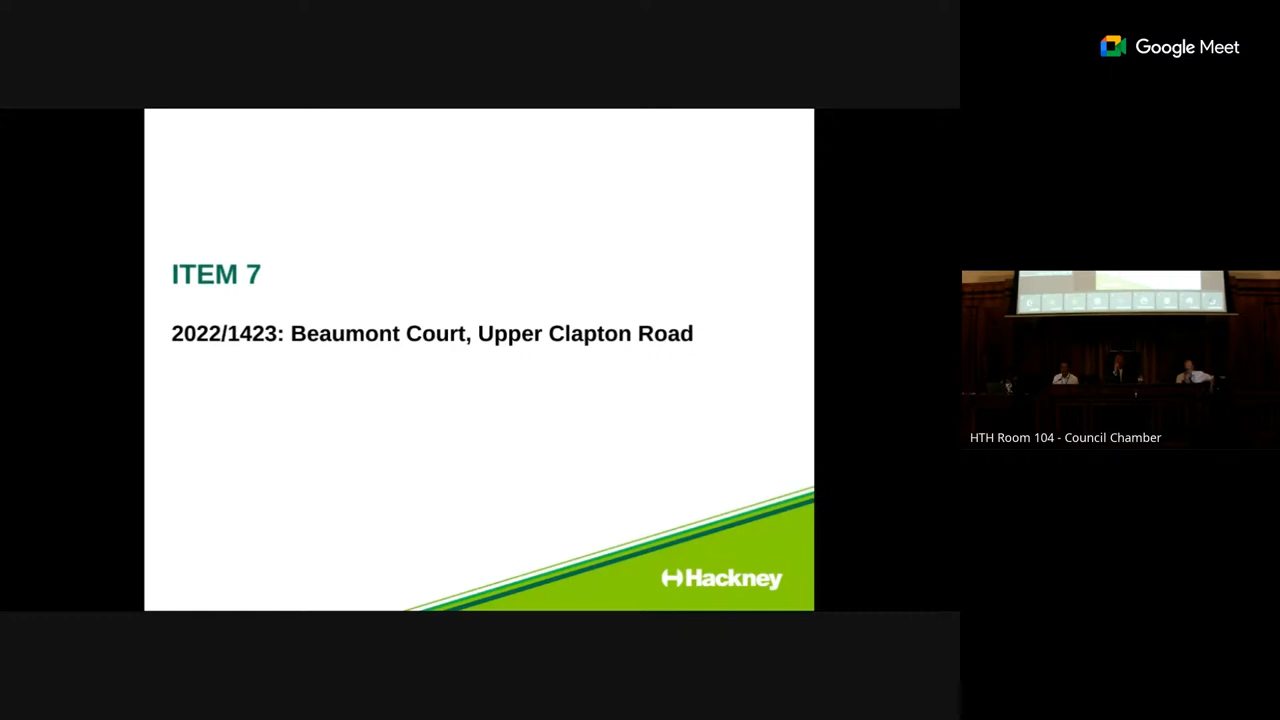 Google Meet
ITEM 7
2022/1423: Beaumont Court, Upper Clapton Road
Hackney
HTH Room 104 - Council Chamber